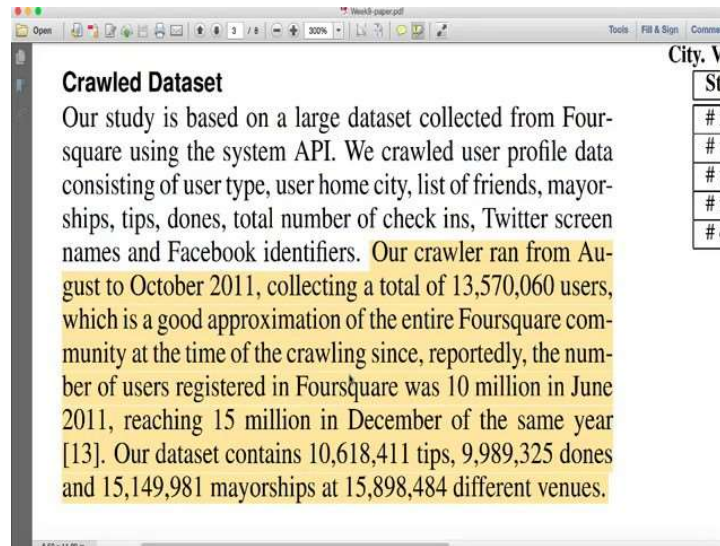 Week8-paper.pdf
Open 3 / 8 300% Tools Fill & Sign Comme
City. V
Crawled Dataset
St
Our study is based on a large dataset collected from Four-
#
square using the system API. We crawled user profile data
#
consisting of user type, user home city, list of friends, mayor-
#
ships, tips, dones, total number of check ins, Twitter screen
#
names and Facebook identifiers. Our crawler ran from Au-
#
gust to October 2011, collecting a total of 13,570,060 users,
which is a good approximation of the entire Foursquare com-
munity at the time of the crawling since, reportedly, the num-
ber of users registered in Foursquare was 10 million in June
2011, reaching 15 million in December of the same year
[13]. Our dataset contains 10,618,411 tips, 9,989,325 dones
and 15,149,981 mayorships at 15,898,484 different venues.